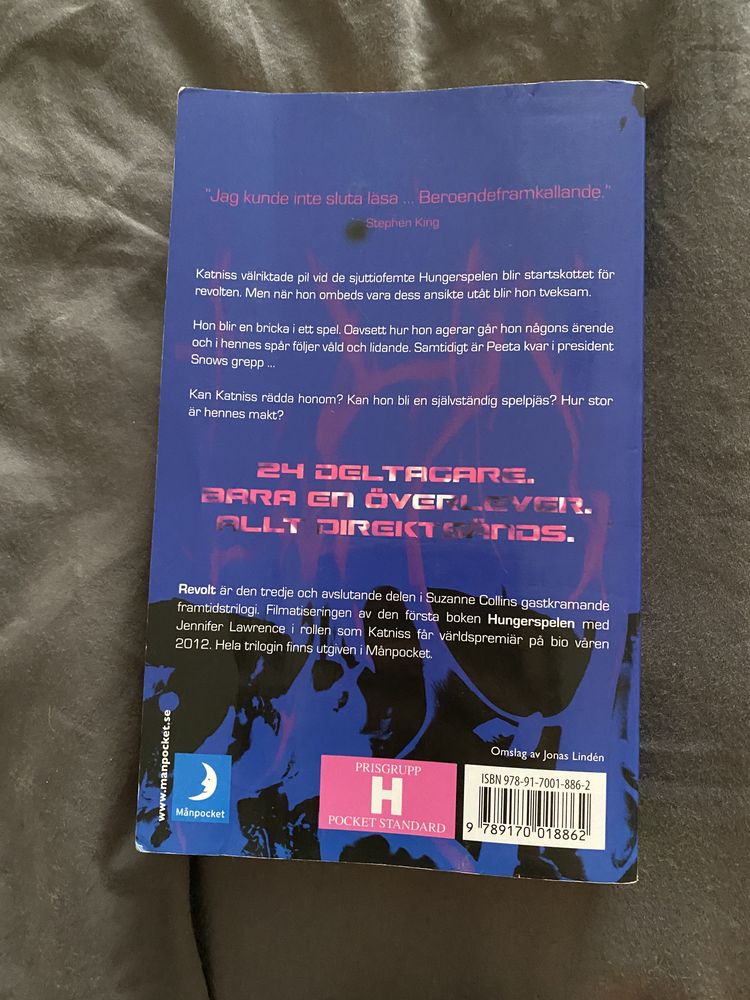 "Jag kunde inte sluta läsa ... Beroendeframkallande."
Stephen King
Katniss välriktade pil vid de sjuttiofemte Hungerspelen blir startskottet för
revolten. Men när hon ombeds vara dess ansikte utåt blir hon tveksam.
Hon blir en bricka i ett spel. Oavsett hur hon agerar går hon någons ärende
och i hennes spår följer våld och lidande. Samtidigt är Peeta kvar i president
Snows grepp ...
Kan Katniss rädda honom? Kan hon bli en självständig spelpjäs? Hur stor
är hennes makt?
24 DELTAGARE.
BARA EN ÖVERLEVER.
ALLT DIREKTSÄNDS.
Revolt är den tredje och avslutande delen i Suzanne Collins gastkramande
framtidstrilogi. Filmatiseringen av den första boken Hungerspelen med
Jennifer Lawrence i rollen som Katniss får världspremiär på bio våren
2012. Hela trilogin finns utgiven i Månpocket.
Omslag av Jonas Lindén
www.manpocket.se
Månpocket
PRISGRUPP
H
POCKET STANDARD
ISBN 978-91-7001-886-2
9 789170 018862